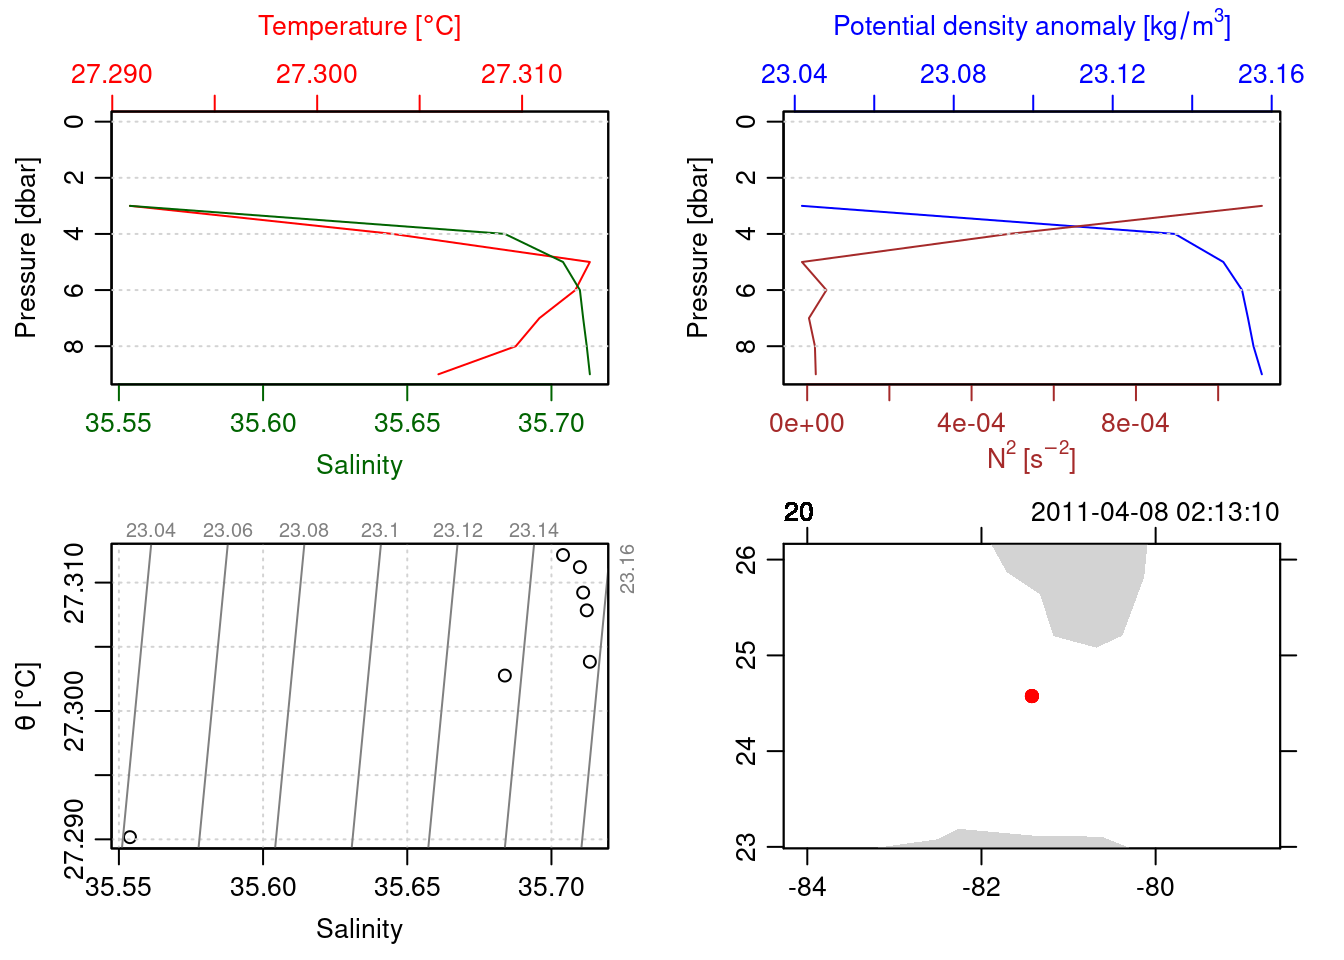 Temperature [°C]
27.290 27.300 27.310
Pressure [dbar]
0 2 4 6 8
35.55 35.60 35.65 35.70
Salinity
Potential density anomaly [kg/m³]
23.04 23.08 23.12 23.16
Pressure [dbar]
0 2 4 6 8
0e+00 4e-04 8e-04
N² [s⁻²]
23.04 23.06 23.08 23.1 23.12 23.14
23.16
θ [°C]
27.310 27.300 27.290
35.55 35.60 35.65 35.70
Salinity
20 2011-04-08 02:13:10
26 25 24 23
-84 -82 -80